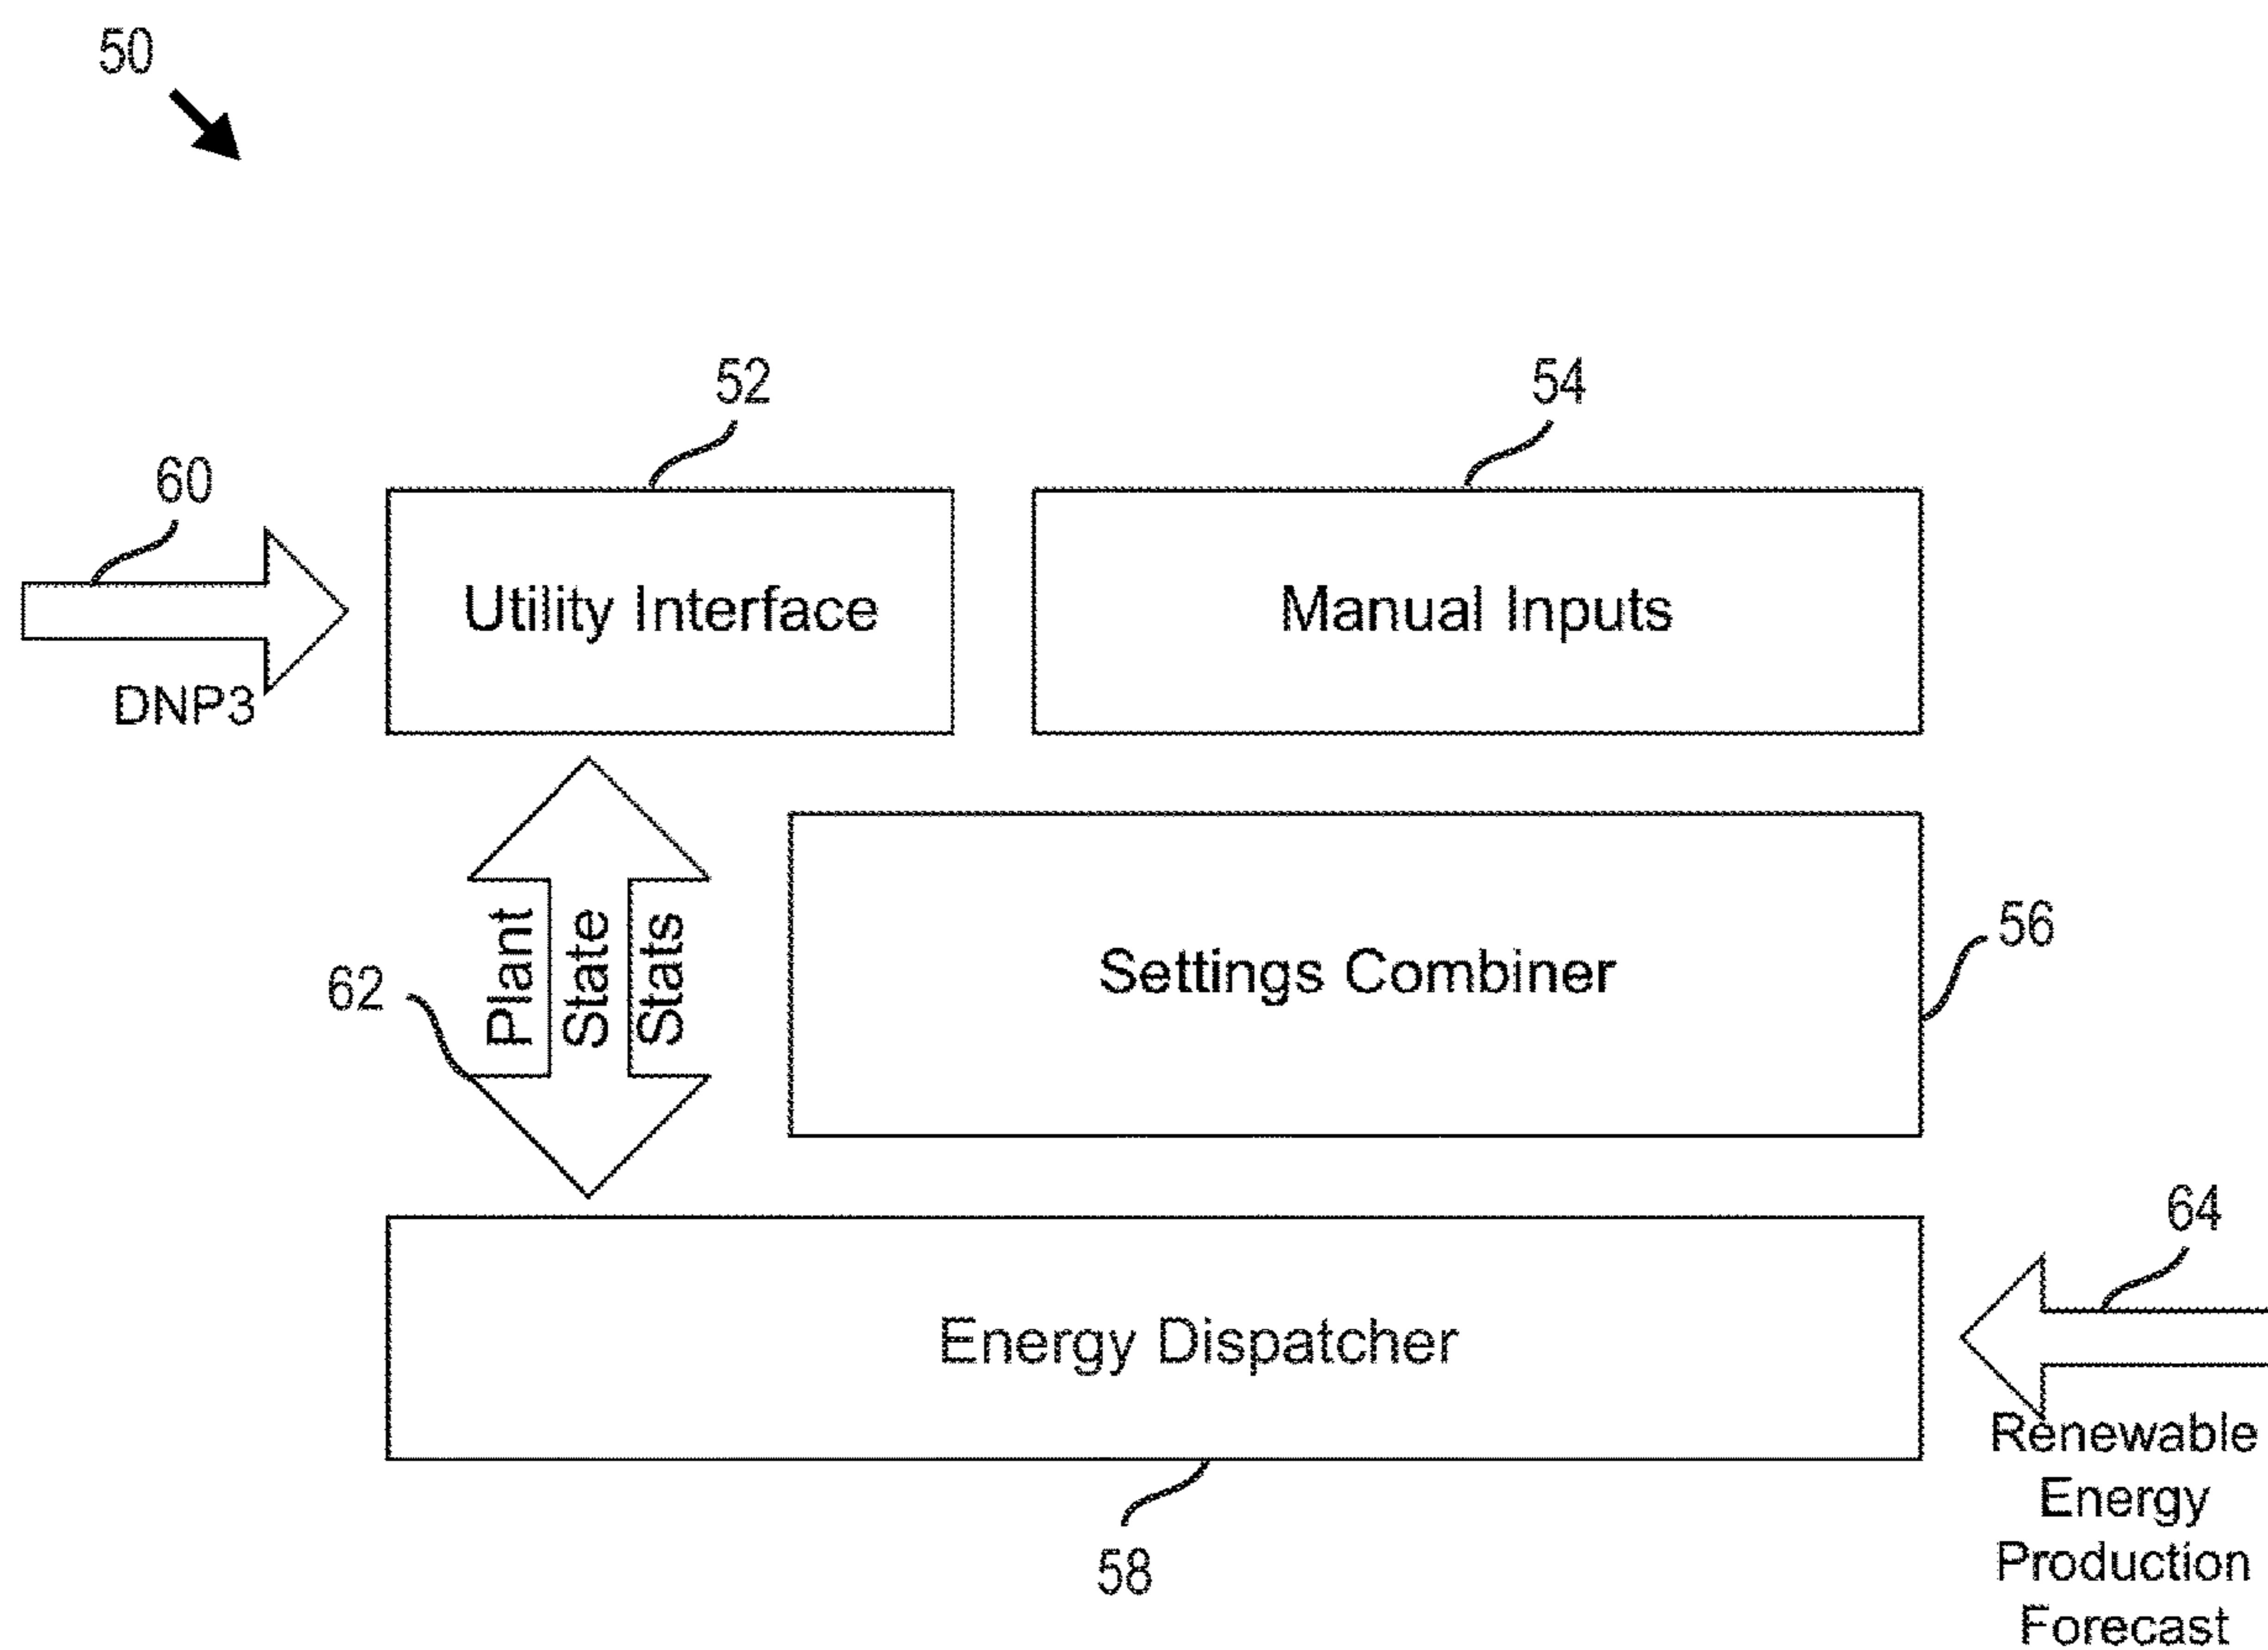 50
52
54
60
Utility Interface
Manual Inputs
DNP3
Plant
State
Stats
62
Settings Combiner
56
64
Energy Dispatcher
Renewable
Energy
Production
Forecast
58